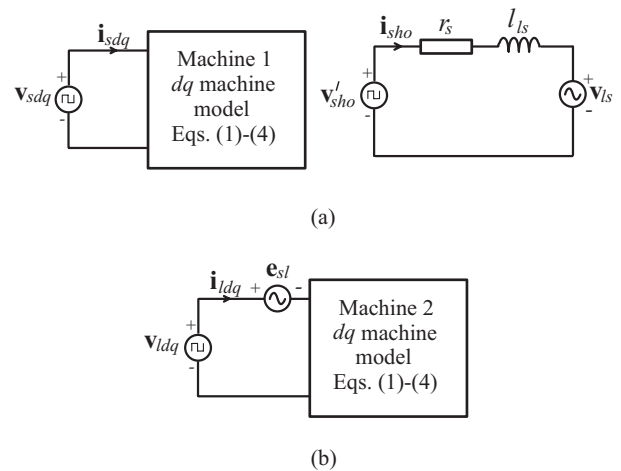 i_sdq
+
v_sdq
-
Machine 1
dq machine
model
Eqs. (1)-(4)
i_sho
r_s
l_ls
+
v'_sho
-
+
v_ls
-
(a)
i_ldq
+
e_sl
-
+
v_ldq
-
Machine 2
dq machine
model
Eqs. (1)-(4)
(b)